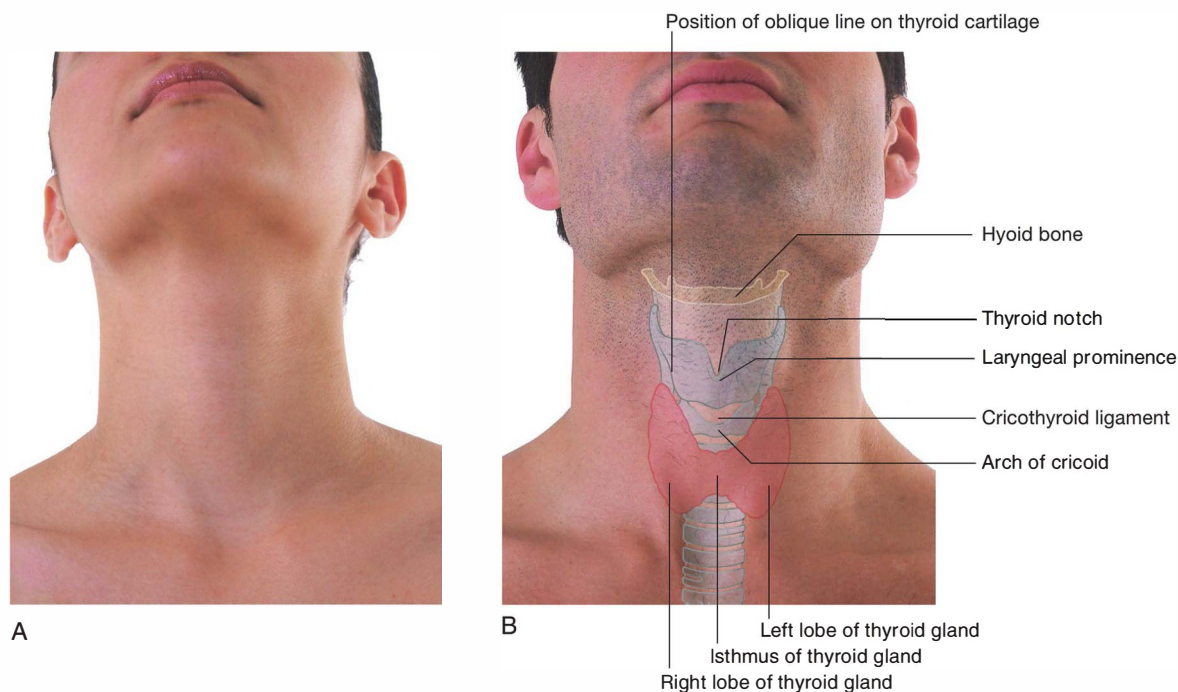 Position of oblique line on thyroid cartilage
Hyoid bone
Thyroid notch
Laryngeal prominence
Cricothyroid ligament
Arch of cricoid
A
B
Left lobe of thyroid gland
Isthmus of thyroid gland
Right lobe of thyroid gland